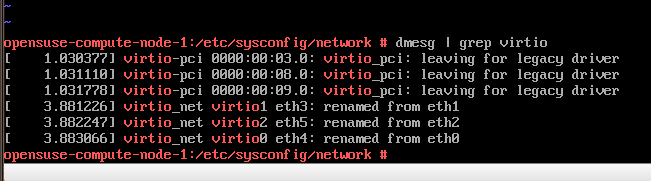 ~
~
opensuse-compute-node-1:/etc/sysconfig/network # dmesg | grep virtio
[    1.030377] virtio-pci 0000:00:03.0: virtio_pci: leaving for legacy driver
[    1.031110] virtio-pci 0000:00:08.0: virtio_pci: leaving for legacy driver
[    1.031778] virtio-pci 0000:00:09.0: virtio_pci: leaving for legacy driver
[    3.881226] virtio_net virtio1 eth3: renamed from eth1
[    3.882247] virtio_net virtio2 eth5: renamed from eth2
[    3.883066] virtio_net virtio0 eth4: renamed from eth0
opensuse-compute-node-1:/etc/sysconfig/network #